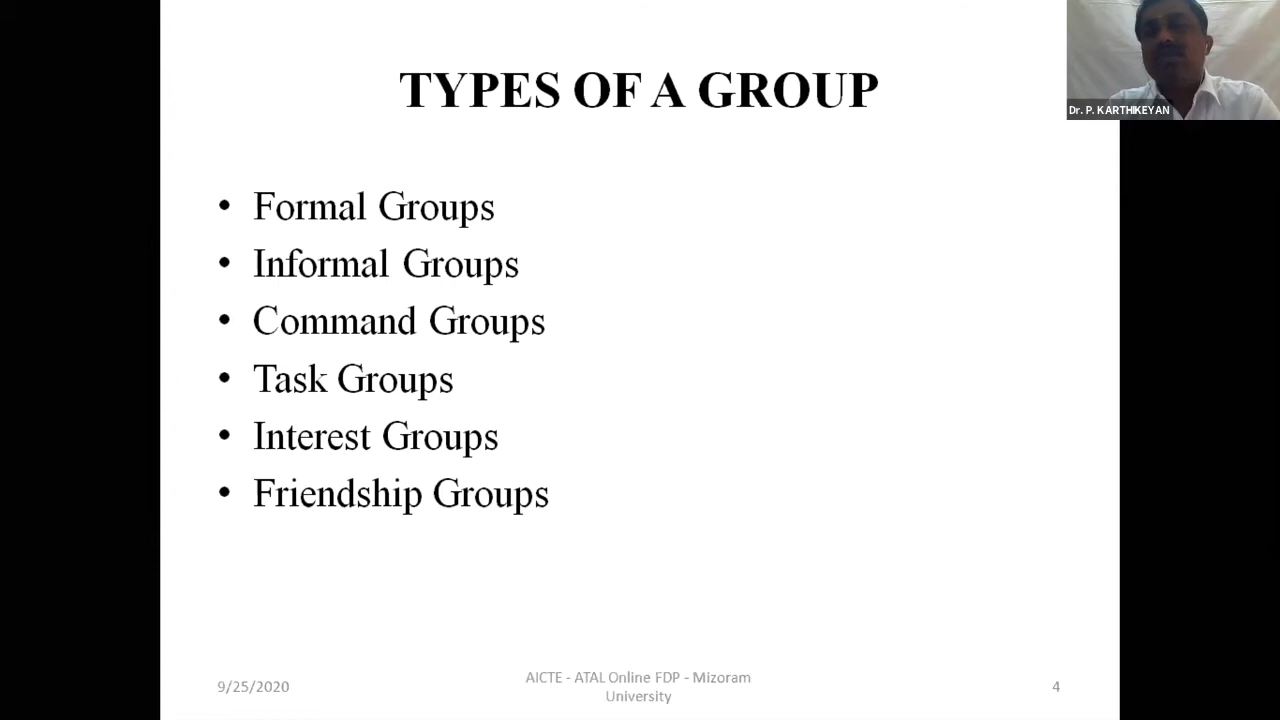 TYPES OF A GROUP
Dr. P. KARTHIKEYAN
• Formal Groups
• Informal Groups
• Command Groups
• Task Groups
• Interest Groups
• Friendship Groups
9/25/2020
AICTE - ATAL Online FDP - Mizoram
University
4